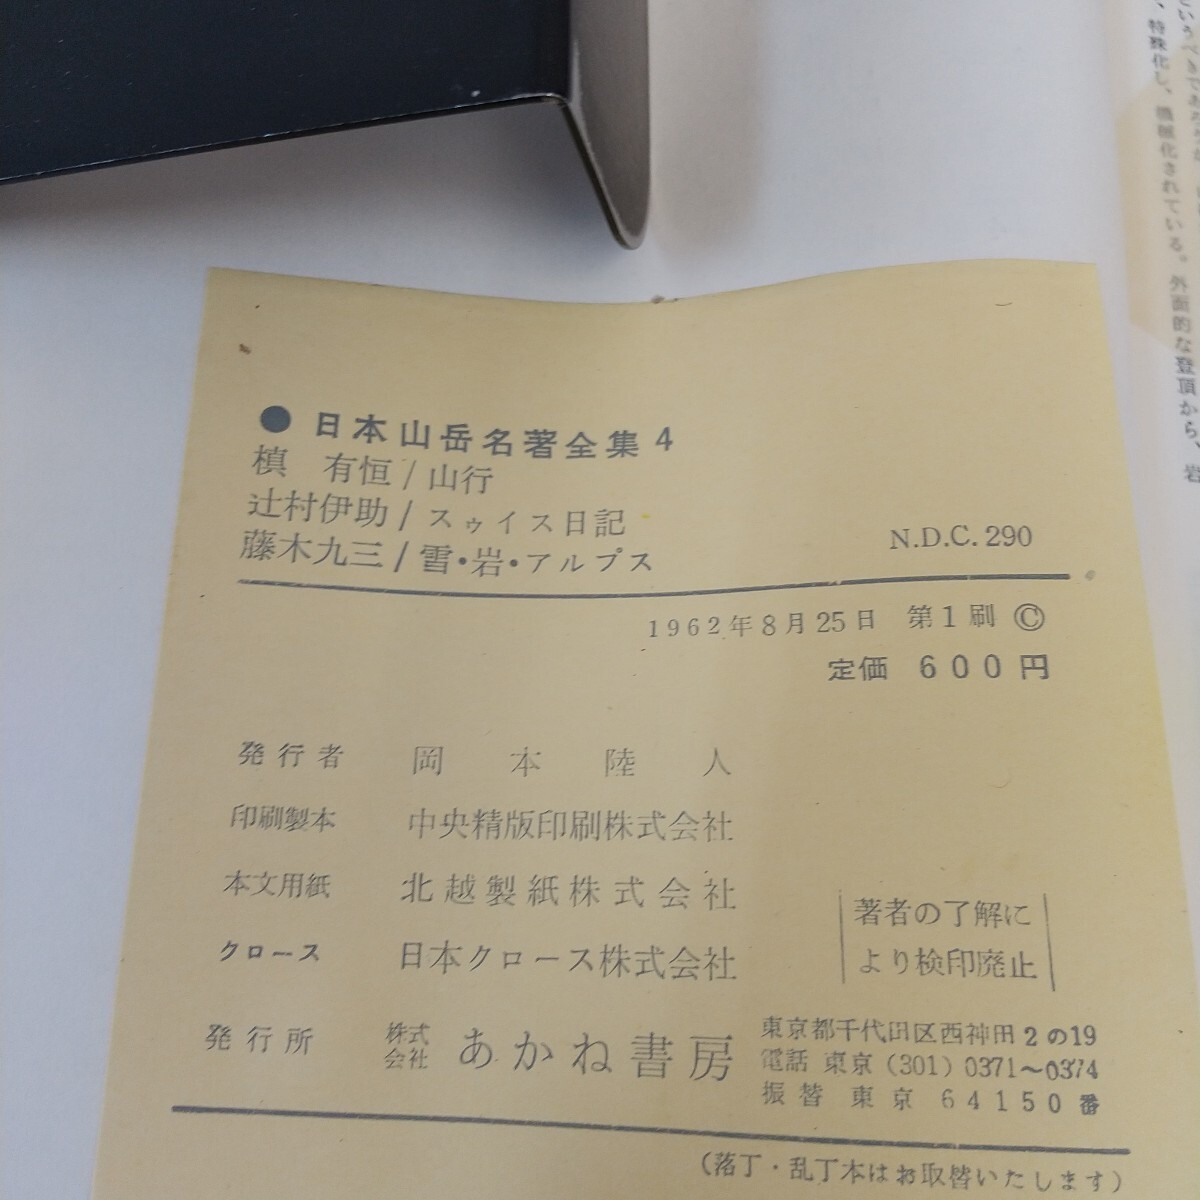 ● 日本山岳名著全集 4
槙 有恒 / 山行
辻村伊助 / スゥイス日記
藤木九三 / 雪・岩・アルプス
N.D.C. 290
1962年8月25日 第1刷 ©
定価 600円
発行者 岡本陸人
印刷製本 中央精版印刷株式会社
本文用紙 北越製紙株式会社
クロース 日本クロース株式会社
著者の了解に
より検印廃止
発行所 株式会社 あかね書房
東京都千代田区西神田2の19
電話 東京 (301) 0371〜0374
振替 東京 64150番
(落丁・乱丁本はお取替いたします)
、特殊化し、機械化されている。外面的な登頂から、岩